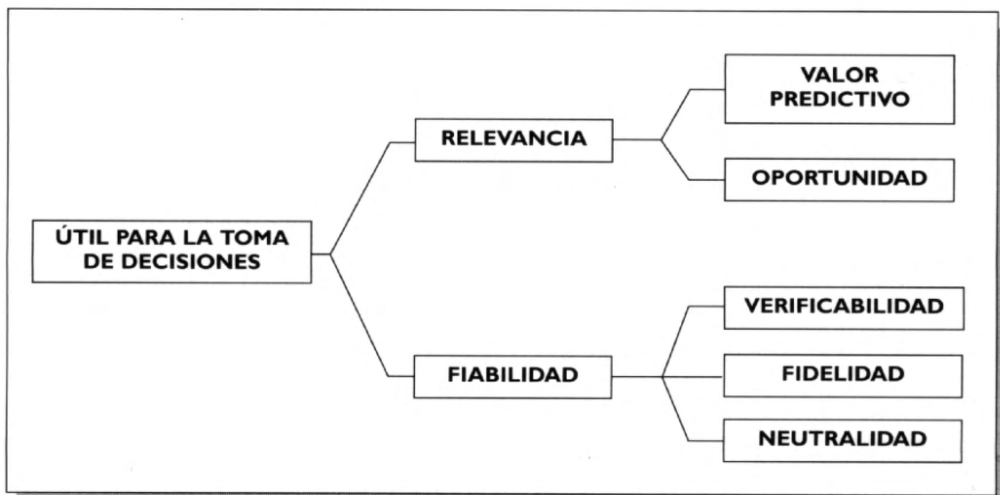 ÚTIL PARA LA TOMA
DE DECISIONES
RELEVANCIA
VALOR
PREDICTIVO
OPORTUNIDAD
FIABILIDAD
VERIFICABILIDAD
FIDELIDAD
NEUTRALIDAD